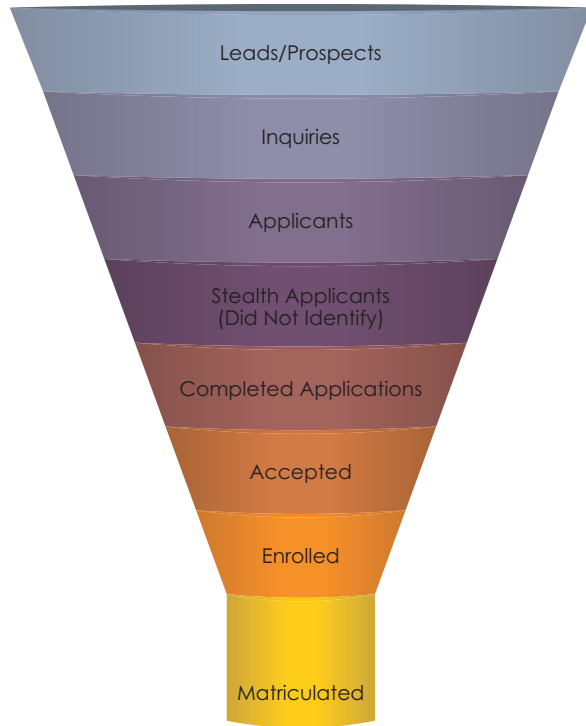 Leads/Prospects
Inquiries
Applicants
Stealth Applicants
(Did Not Identify)
Completed Applications
Accepted
Enrolled
Matriculated